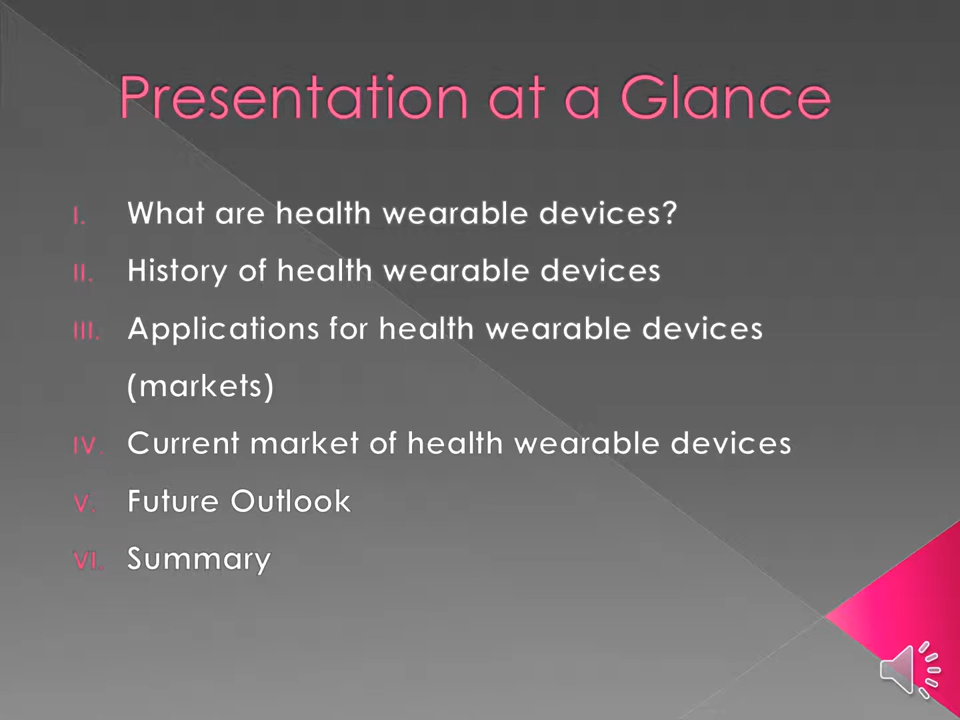 Presentation at a Glance
I. What are health wearable devices?
II. History of health wearable devices
III. Applications for health wearable devices
(markets)
IV. Current market of health wearable devices
V. Future Outlook
VI. Summary